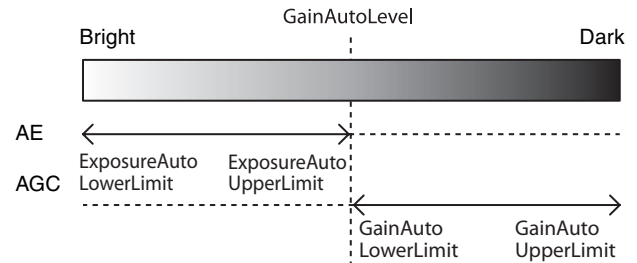 GainAutoLevel
Bright Dark
AE
ExposureAuto ExposureAuto
LowerLimit UpperLimit
AGC
GainAuto GainAuto
LowerLimit UpperLimit